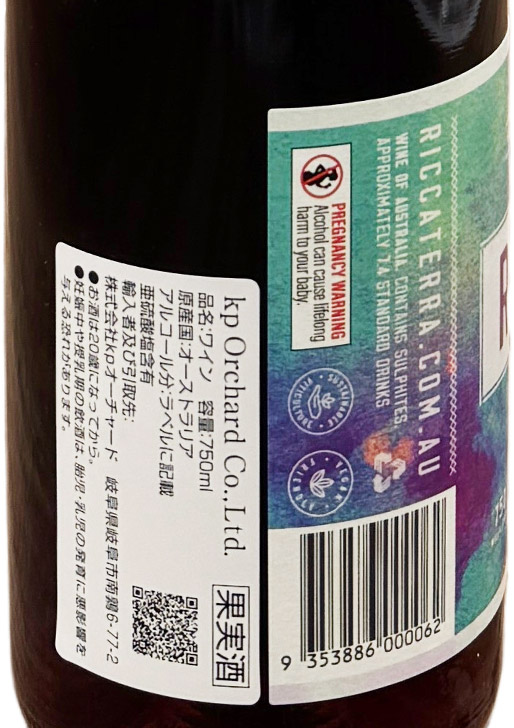 kp Orchard Co.,Ltd.
果実酒
品名:ワイン 容量:750ml
原産国:オーストラリア
アルコール分:ラベルに記載
亜硫酸塩含有
輸入者及び引取先:
株式会社kpオーチャード 岐阜県岐阜市南鶉6-77-2
●お酒は20歳になってから。
●妊娠中や授乳期の飲酒は、胎児・乳児の発育に悪影響を
与える恐れがあります。
RICCATERRA.COM.AU
WINE OF AUSTRALIA CONTAINS SULPHITES
APPROXIMATELY 7.4 STANDARD DRINKS
PREGNANCY WARNING
Alcohol can cause lifelong
harm to your baby.
VEGAN
9 353886 000062